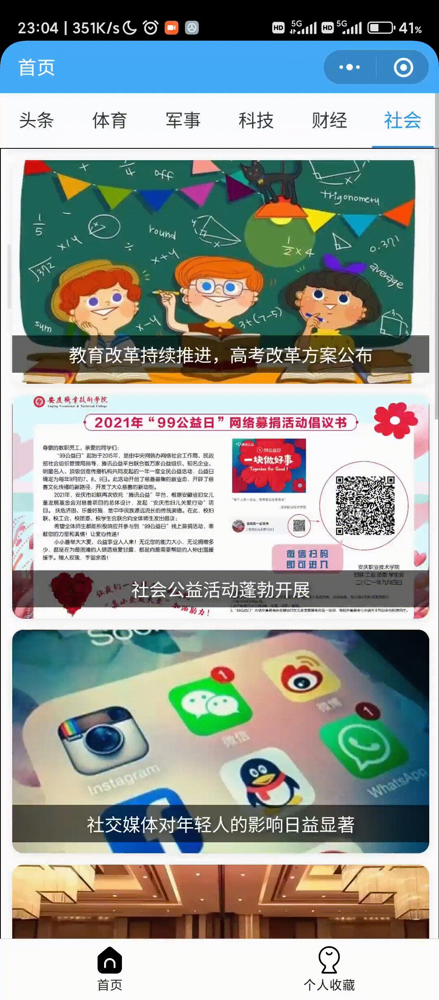 23:04 | 351K/s
HD 5G HD 5G 41%
首页
头条 体育 军事 科技 财经 社会
off
trigonometry
round
average
sum
x+y
x-y
3+(7-5)
0.371
教育改革持续推进，高考改革方案公布
安庆职业技術學院
Anqing Vocational & Technical College
2021年“99公益日”网络募捐活动倡议书
尊敬的教职员工、亲爱的同学们：
“99公益日”起始于2015年，是由中央网信办网络社会工作局、民政
部社会组织管理局指导，腾讯公益平台联合数万家公益组织、知名企业、
明星名人、顶级创意传播机构共同发起的一年一度全民公益活动，公益日
确定为每年9月的7、8、9日。此活动开创了慈善募集的新业态，开辟了慈
善文化传播的新路径，开发了大众慈善的新动能。
2021年，安庆市妇联再次依托“腾讯公益”平台，根据安徽省妇女儿
童发展基金会对慈善项目的总体设计，发起“安庆市妇儿关爱行动”项
目。扶危济困、乐善好施，是中华民族源远流长的传统美德。在此，校妇
联、校工会、校团委、校学生会联合向全体师生发出倡议：
希望全体师生都能积极响应并参与到“99公益日”线上募捐活动，奉
献您的力量和真情！让爱心传递！
小小善举大大爱，公益事业人人来！无论您的能力大小，无论捐赠多
少，都是在为最困难的人倾洒慈爱甘露，都是向最需要帮助的人伸出温暖
援手。赠人玫瑰，手留余香！
腾讯公益
99公益日
一块做好事
Together for Good !
安庆职业技术学院
[安庆妇儿关爱行动]
微信扫码
即可进入
安庆职业技术学院
妇联 工会 团委 学生会
二〇二一年九月四日
社会公益活动蓬勃开展
加油助力！
微信
Instagram
WhatsApp
1
1
社交媒体对年轻人的影响日益显著
首页 个人收藏